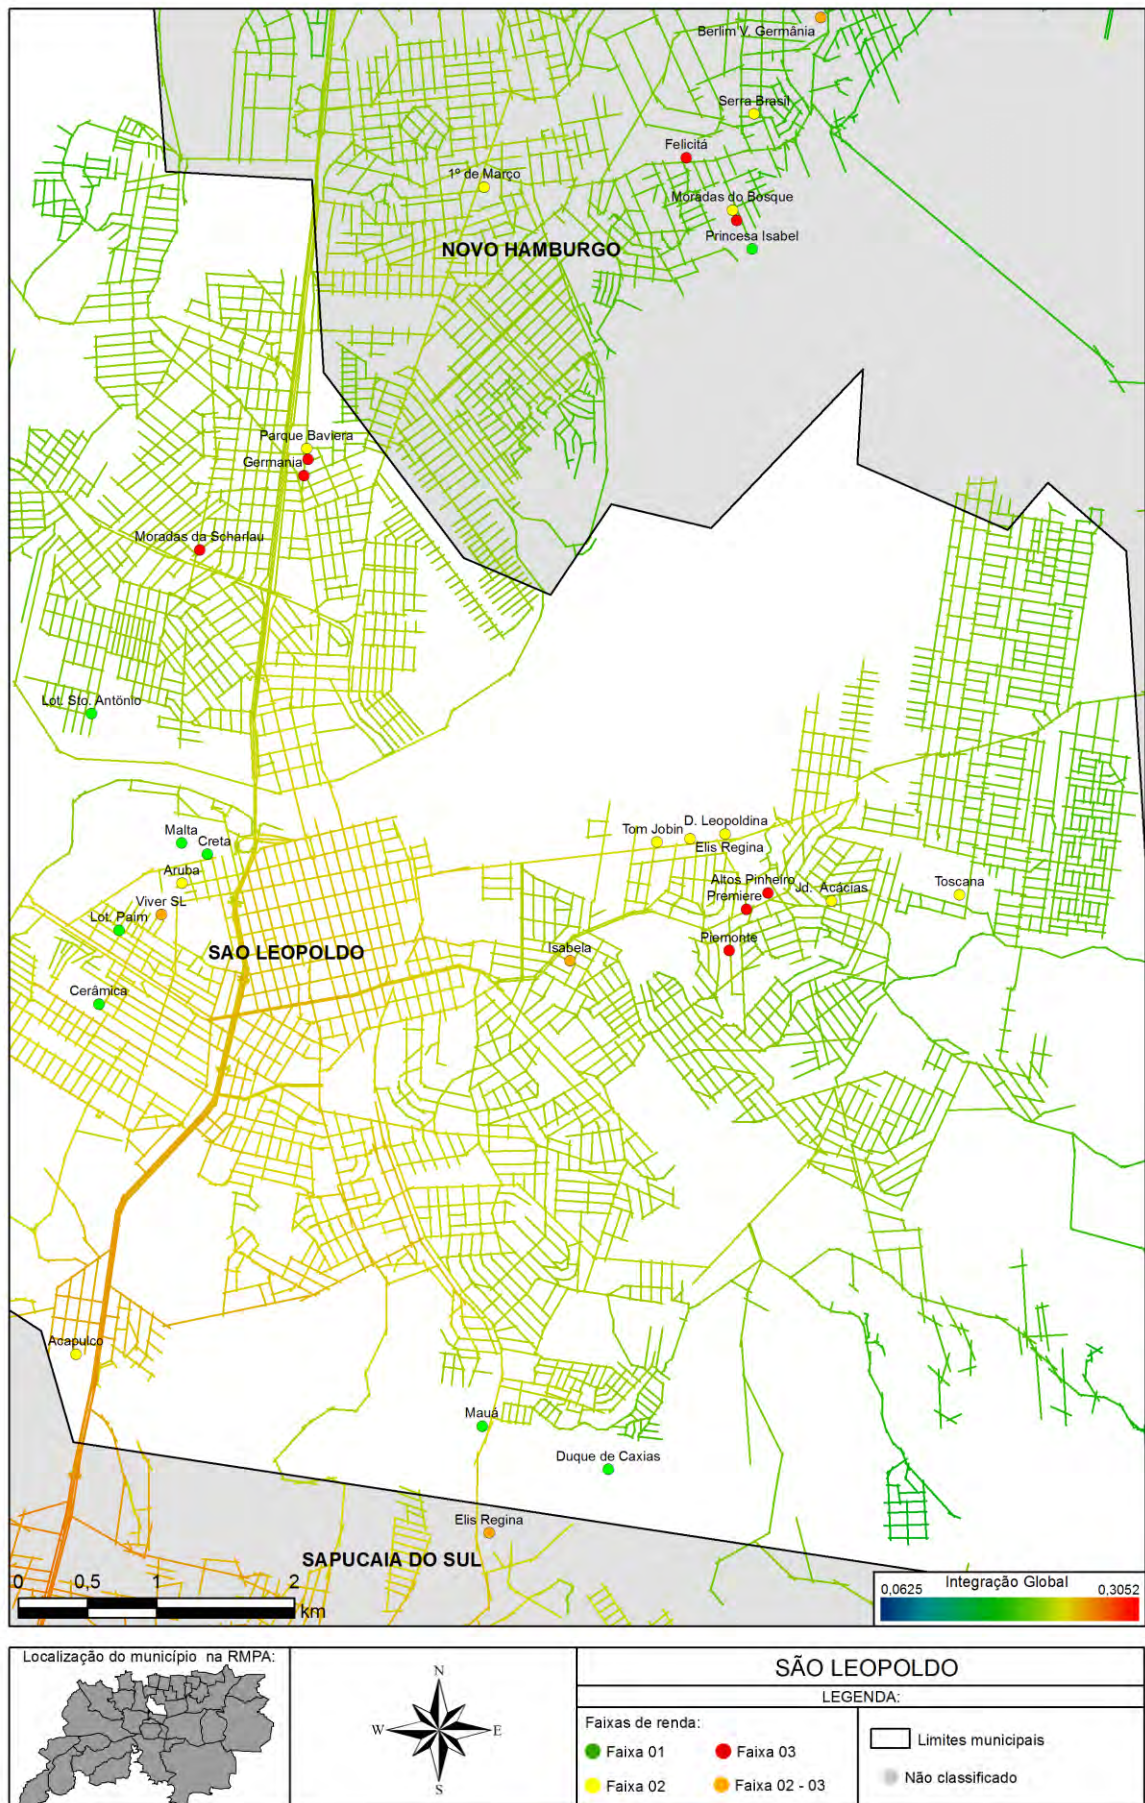 Berlim V. Germânia
Serra Brasil
Felicitá
1º de Março
Moradas do Bosque
Princesa Isabel
NOVO HAMBURGO
Parque Baviera
Germania
Moradas da Scharlau
Lot. Sto. Antônio
Malta
Creta
Tom Jobin
D. Leopoldina
Elis Regina
Aruba
Altos Pinheiro
Premiere
Jd. Acácias
Toscana
Viver SL
Lot. Paim
Piemonte
Isabela
SAO LEOPOLDO
Cerâmica
Acapulco
Mauá
Duque de Caxias
Elis Regina
SAPUCAIA DO SUL
0 0,5 1 2
km
Integração Global
0,0625 0,3052
Localização do município na RMPA:
N
W E
S
SÃO LEOPOLDO
LEGENDA:
Faixas de renda:
Faixa 01 Faixa 03
Faixa 02 Faixa 02 - 03
Limites municipais
Não classificado